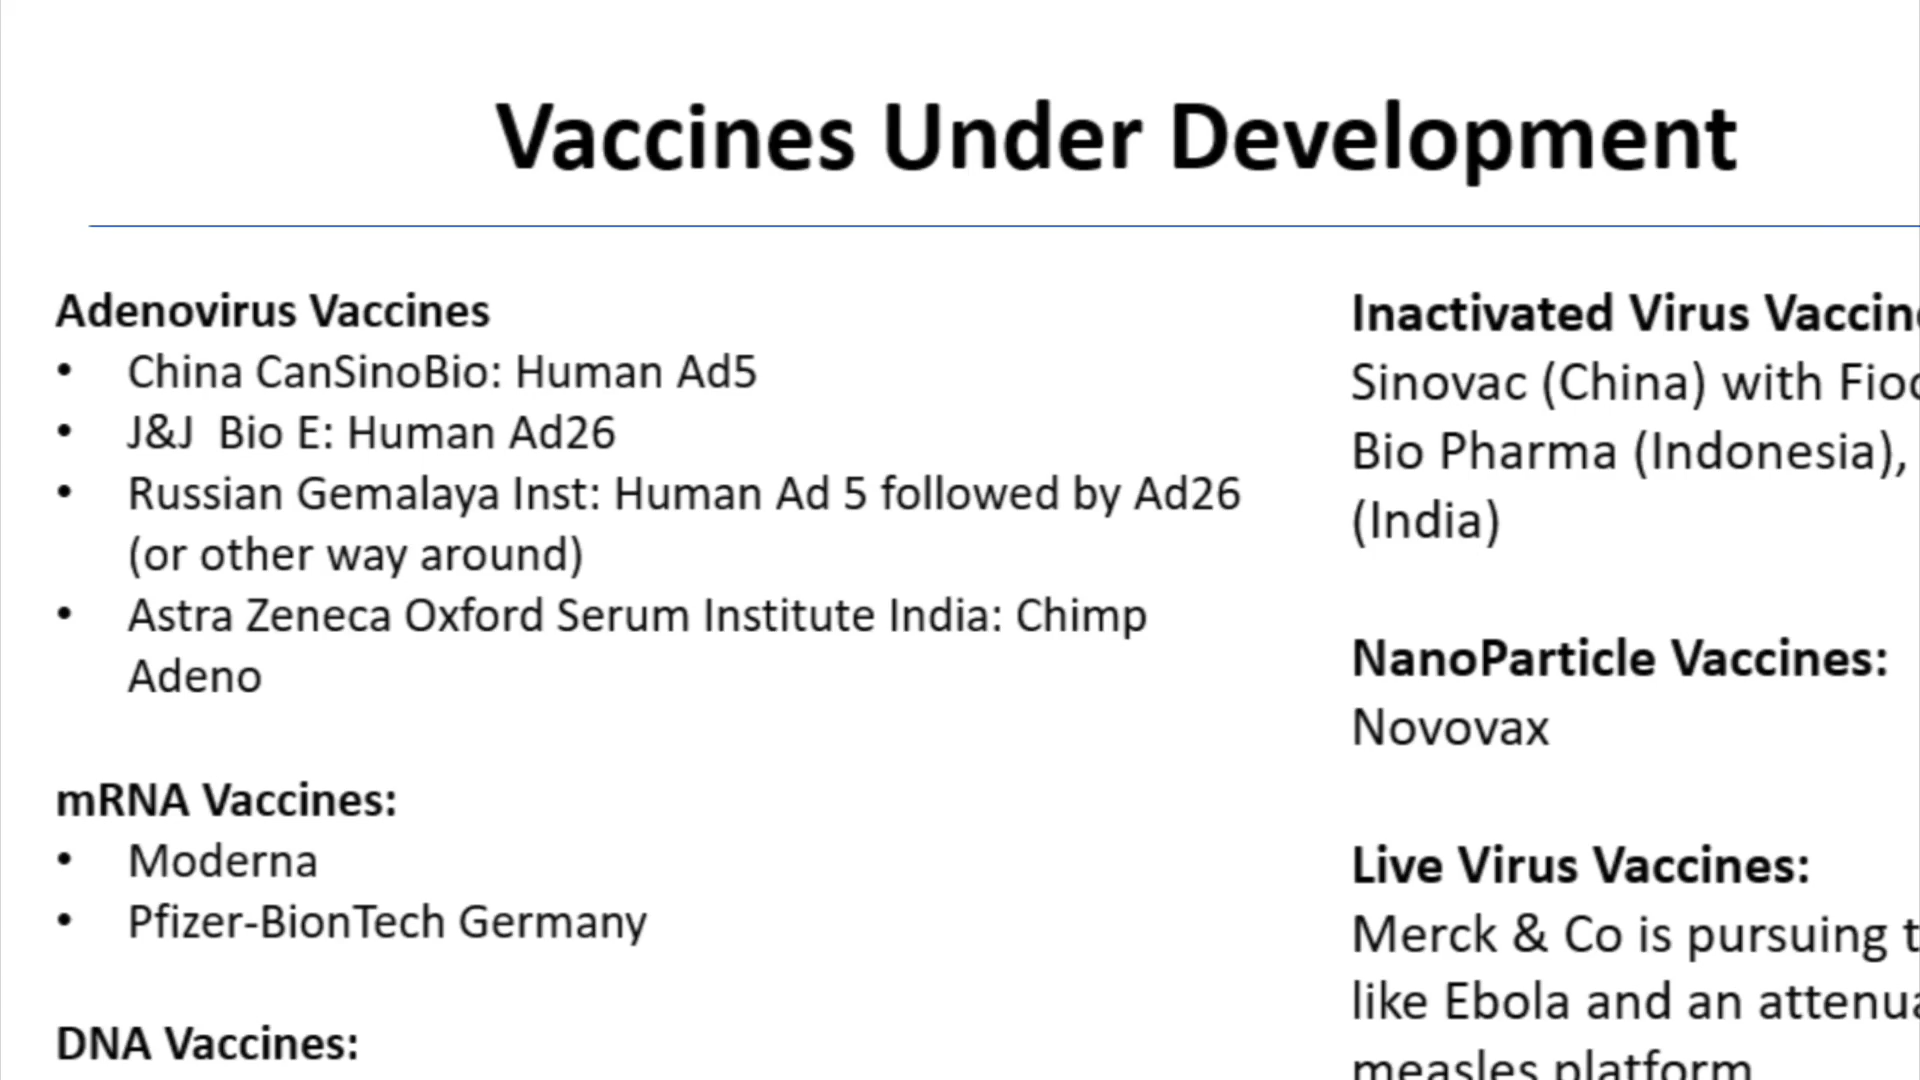 Vaccines Under Development
Adenovirus Vaccines
• China CanSinoBio: Human Ad5
• J&J Bio E: Human Ad26
• Russian Gemalaya Inst: Human Ad 5 followed by Ad26
(or other way around)
• Astra Zeneca Oxford Serum Institute India: Chimp
Adeno
mRNA Vaccines:
• Moderna
• Pfizer-BionTech Germany
DNA Vaccines:
Inactivated Virus
Sinovac (China) with
Bio Pharma (Indonesia),
(India)
NanoParticle Vaccines:
Novovax
Live Virus Vaccines:
Merck & Co is pursuing
like Ebola and an
measles platform